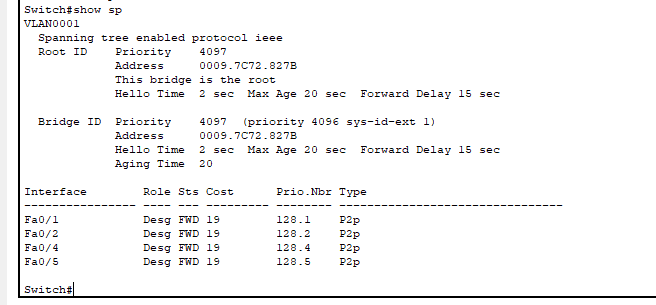 Switch#show sp
VLAN0001
  Spanning tree enabled protocol ieee
  Root ID    Priority    4097
             Address     0009.7C72.827B
             This bridge is the root
             Hello Time  2 sec  Max Age 20 sec  Forward Delay 15 sec

  Bridge ID  Priority    4097  (priority 4096 sys-id-ext 1)
             Address     0009.7C72.827B
             Hello Time  2 sec  Max Age 20 sec  Forward Delay 15 sec
             Aging Time  20

Interface        Role Sts Cost      Prio.Nbr Type
---------------- ---- --- --------- -------- --------------------------------
Fa0/1            Desg FWD 19        128.1    P2p
Fa0/2            Desg FWD 19        128.2    P2p
Fa0/4            Desg FWD 19        128.4    P2p
Fa0/5            Desg FWD 19        128.5    P2p

Switch#